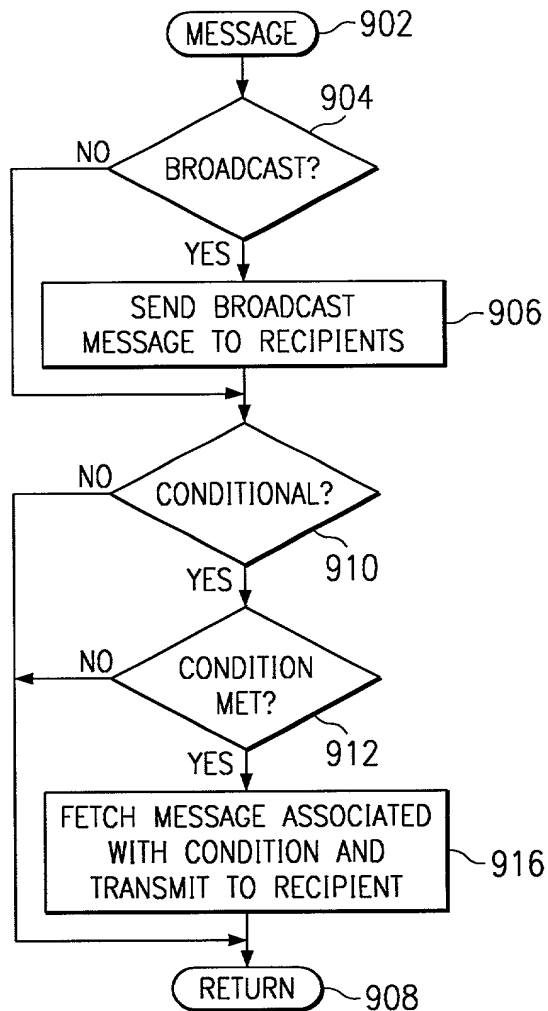 MESSAGE 902
904
NO
BROADCAST?
YES
SEND BROADCAST
MESSAGE TO RECIPIENTS
906
NO
CONDITIONAL?
910
YES
NO
CONDITION
MET?
912
YES
FETCH MESSAGE ASSOCIATED
WITH CONDITION AND
TRANSMIT TO RECIPIENT
916
RETURN 908